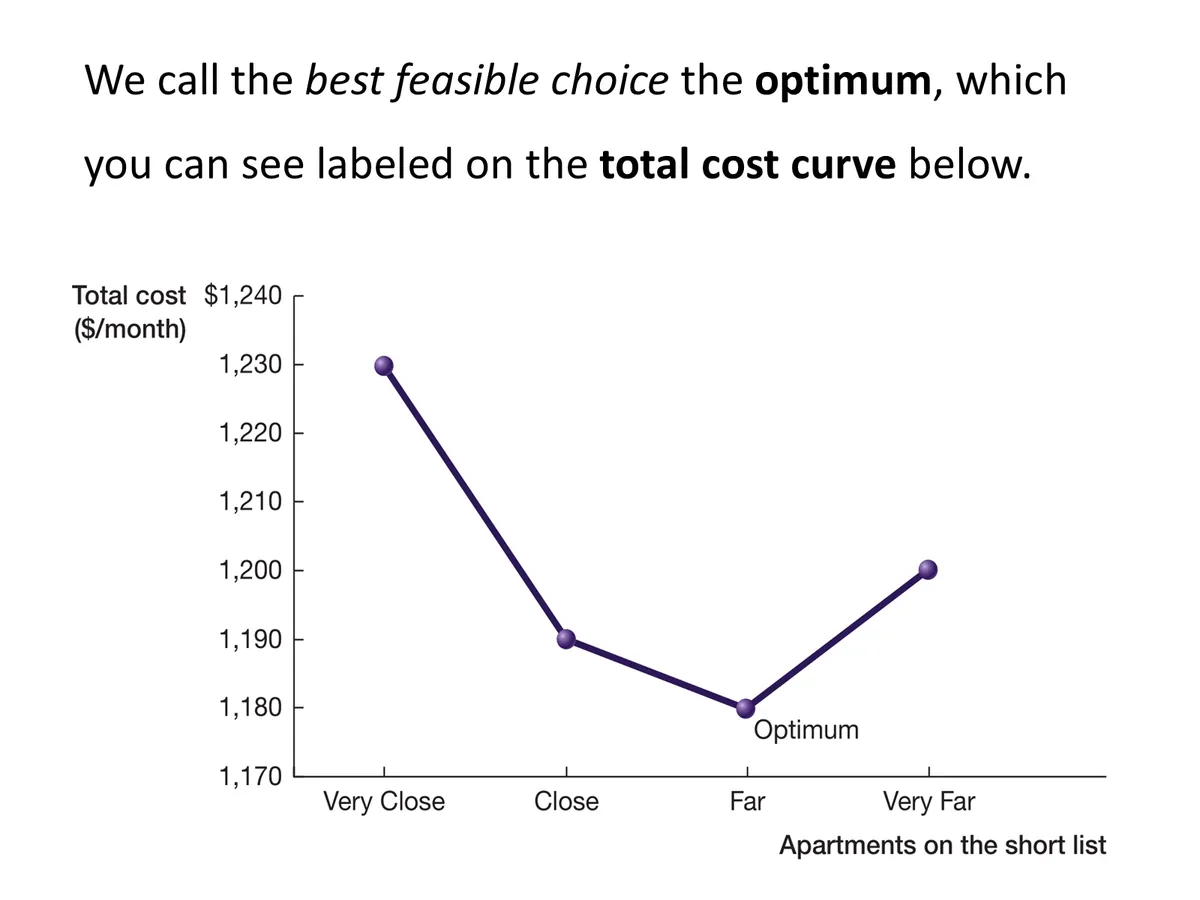 We call the best feasible choice the optimum, which
you can see labeled on the total cost curve below.
Total cost
($/month)
$1,240
1,230
1,220
1,210
1,200
1,190
1,180
1,170
Optimum
Very Close
Close
Far
Very Far
Apartments on the short list